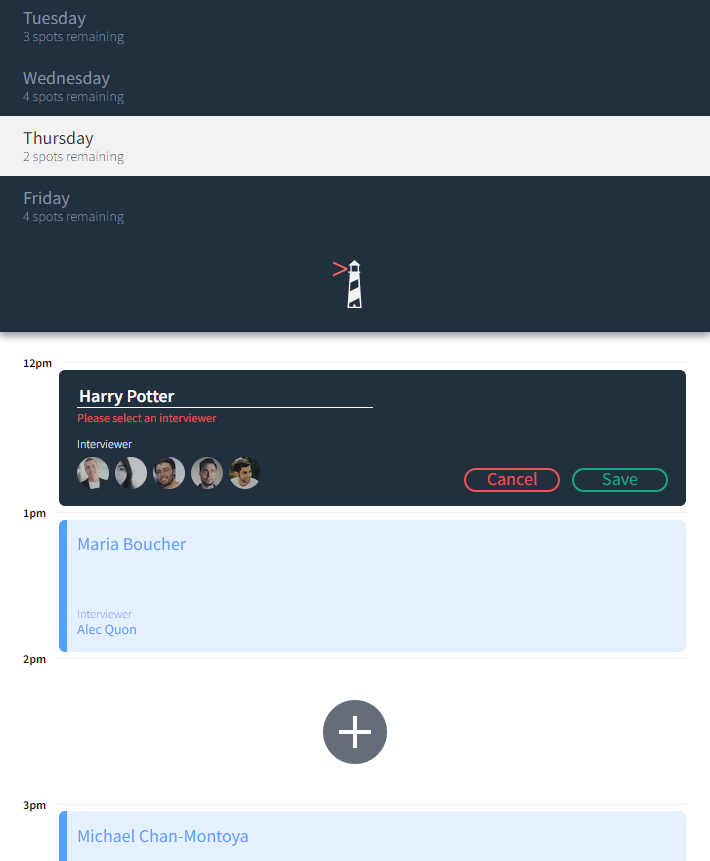 Tuesday
3 spots remaining
Wednesday
4 spots remaining
Thursday
2 spots remaining
Friday
4 spots remaining
12pm
Harry Potter
Please select an interviewer
Interviewer
Cancel
Save
1pm
Maria Boucher
Interviewer
Alec Quon
2pm
3pm
Michael Chan-Montoya